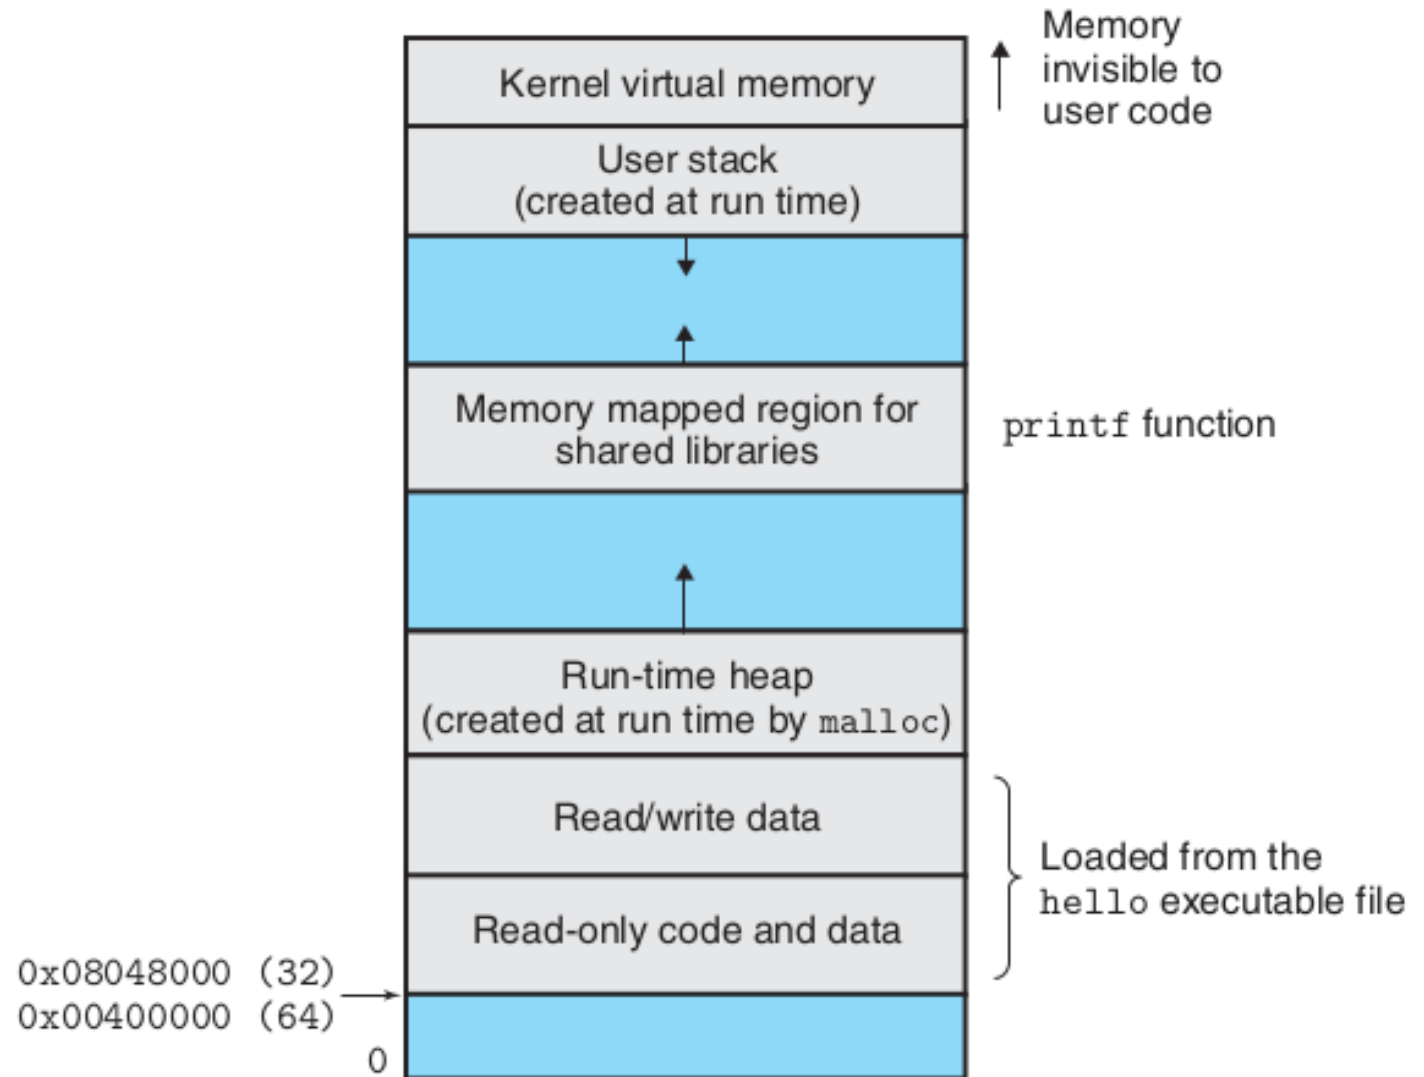 Memory
invisible to
user code
Kernel virtual memory
User stack
(created at run time)
Memory mapped region for
shared libraries
printf function
Run-time heap
(created at run time by malloc)
Read/write data
Loaded from the
hello executable file
Read-only code and data
0x08048000 (32)
0x00400000 (64)
0